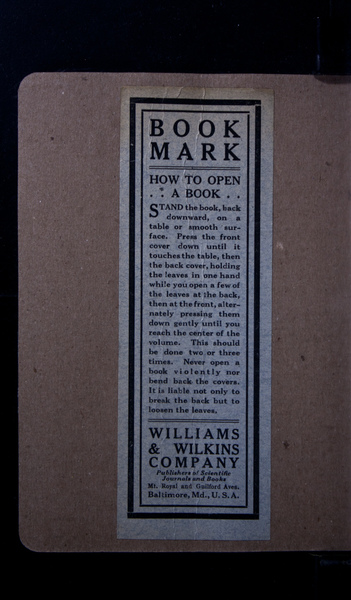 BOOK
MARK
HOW TO OPEN
. . A BOOK . .
STAND the book, back
downward, on a
table or smooth sur-
face. Press the front
cover down until it
touches the table, then
the back cover, holding
the leaves in one hand
while you open a few of
the leaves at the back,
then at the front, alter-
nately pressing them
down gently until you
reach the center of the
volume. This should
be done two or three
times. Never open a
book violently nor
bend back the covers.
It is liable not only to
break the back but to
loosen the leaves.
WILLIAMS
& WILKINS
COMPANY
Publishers of Scientific
Journals and Books
Mt. Royal and Guilford Aves.
Baltimore, Md., U. S. A.